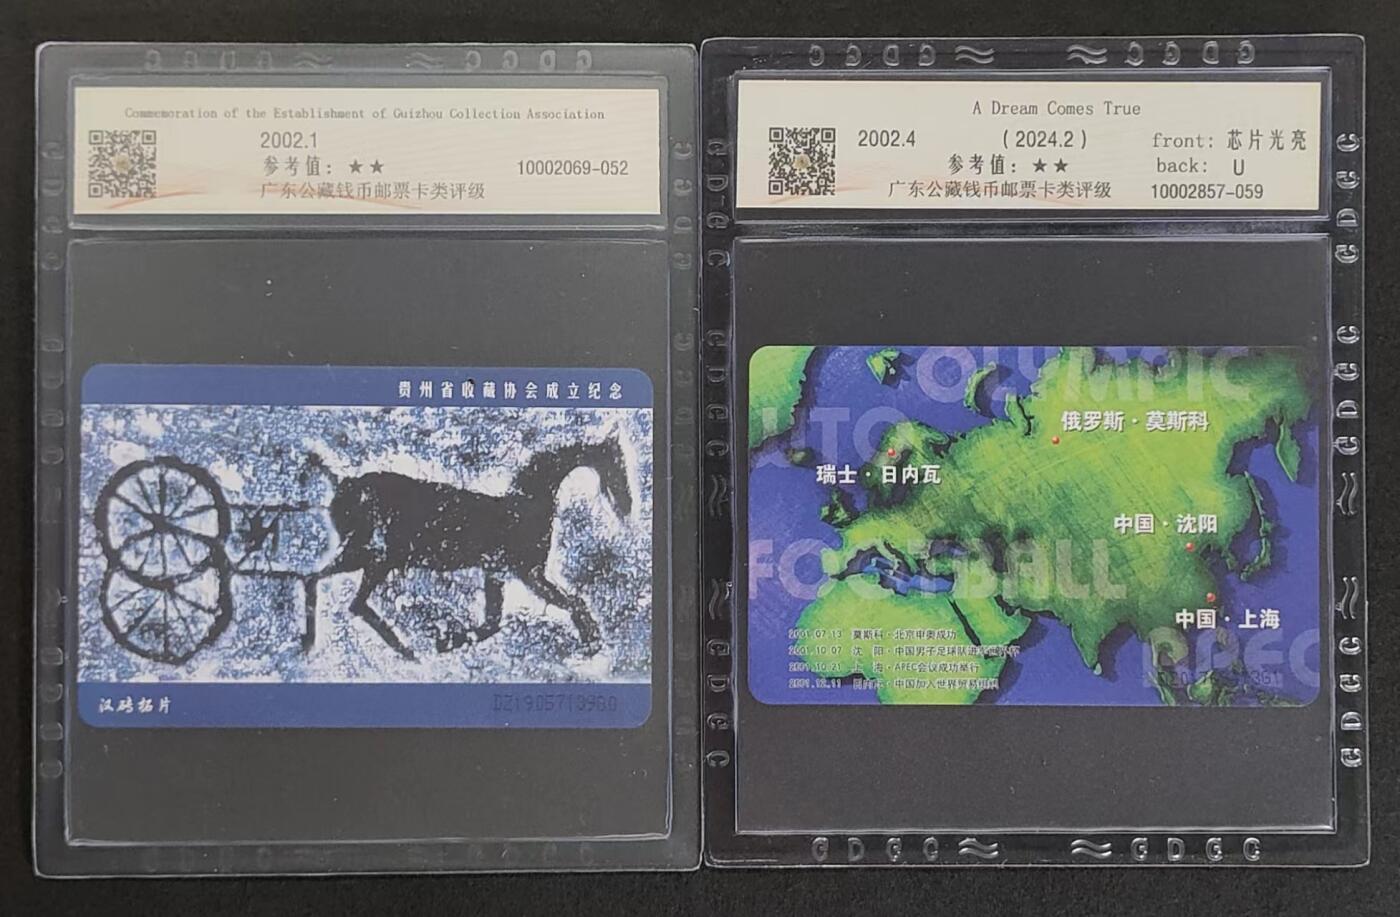 Commemoration of the Establishment of Guizhou Collection Association
2002.1
参考值：★★
10002069-052
广东公藏钱币邮票卡类评级
贵州省收藏协会成立纪念
汉砖拓片
A Dream Comes True
2002.4
(2024.2)
front: 芯片光亮
参考值：★★
back: U
广东公藏钱币邮票卡类评级
10002857-059
OLYMPIC
WTO
俄罗斯·莫斯科
瑞士·日内瓦
中国·沈阳
FOOTBALL
中国·上海
APEC
2001.07.13 莫斯科·北京申奥成功
2001.10.07 沈 阳·中国男子足球队进军世界杯
2001.10.21 上 海·APEC会议成功举行
2001.12.11 日内瓦·中国加入世界贸易组织
GDGC